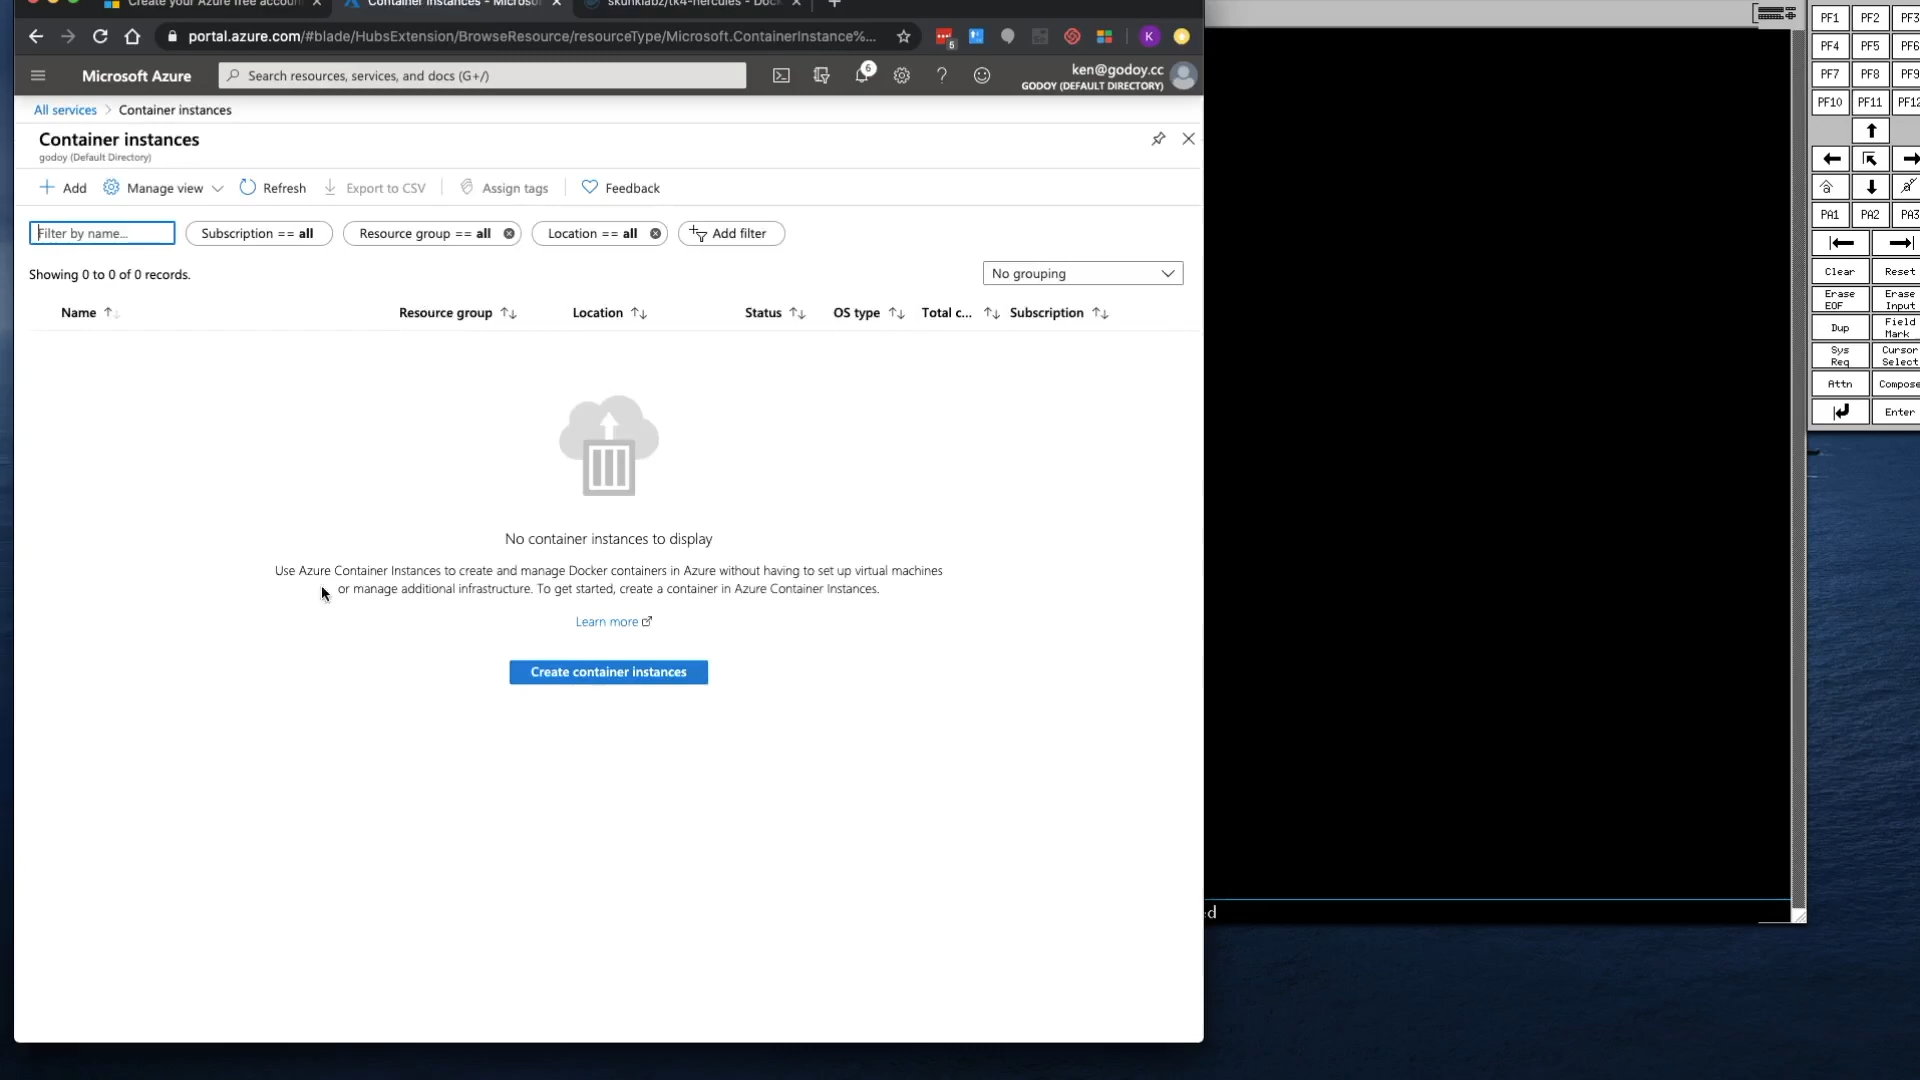 Create your Azure free accoun
Container instances - Microso
skunklabz/tk4-hercules - Dock
portal.azure.com/#blade/HubsExtension/BrowseResource/resourceType/Microsoft.ContainerInstance%...
5
K
Microsoft Azure
Search resources, services, and docs (G+/)
6
ken@godoy.cc
GODOY (DEFAULT DIRECTORY)
All services > Container instances
Container instances
godoy (Default Directory)
Add
Manage view
Refresh
Export to CSV
Assign tags
Feedback
Filter by name...
Subscription == all
Resource group == all
Location == all
Add filter
Showing 0 to 0 of 0 records.
No grouping
Name
Resource group
Location
Status
OS type
Total c...
Subscription
No container instances to display
Use Azure Container Instances to create and manage Docker containers in Azure without having to set up virtual machines
or manage additional infrastructure. To get started, create a container in Azure Container Instances.
Learn more
Create container instances
PF1 PF2 PF3
PF4 PF5 PF6
PF7 PF8 PF9
PF10 PF11 PF12
PA1 PA2 PA3
Clear Reset
Erase EOF
Erase Input
Dup
Field Mark
Sys Req
Cursor Select
Attn Compose
Enter